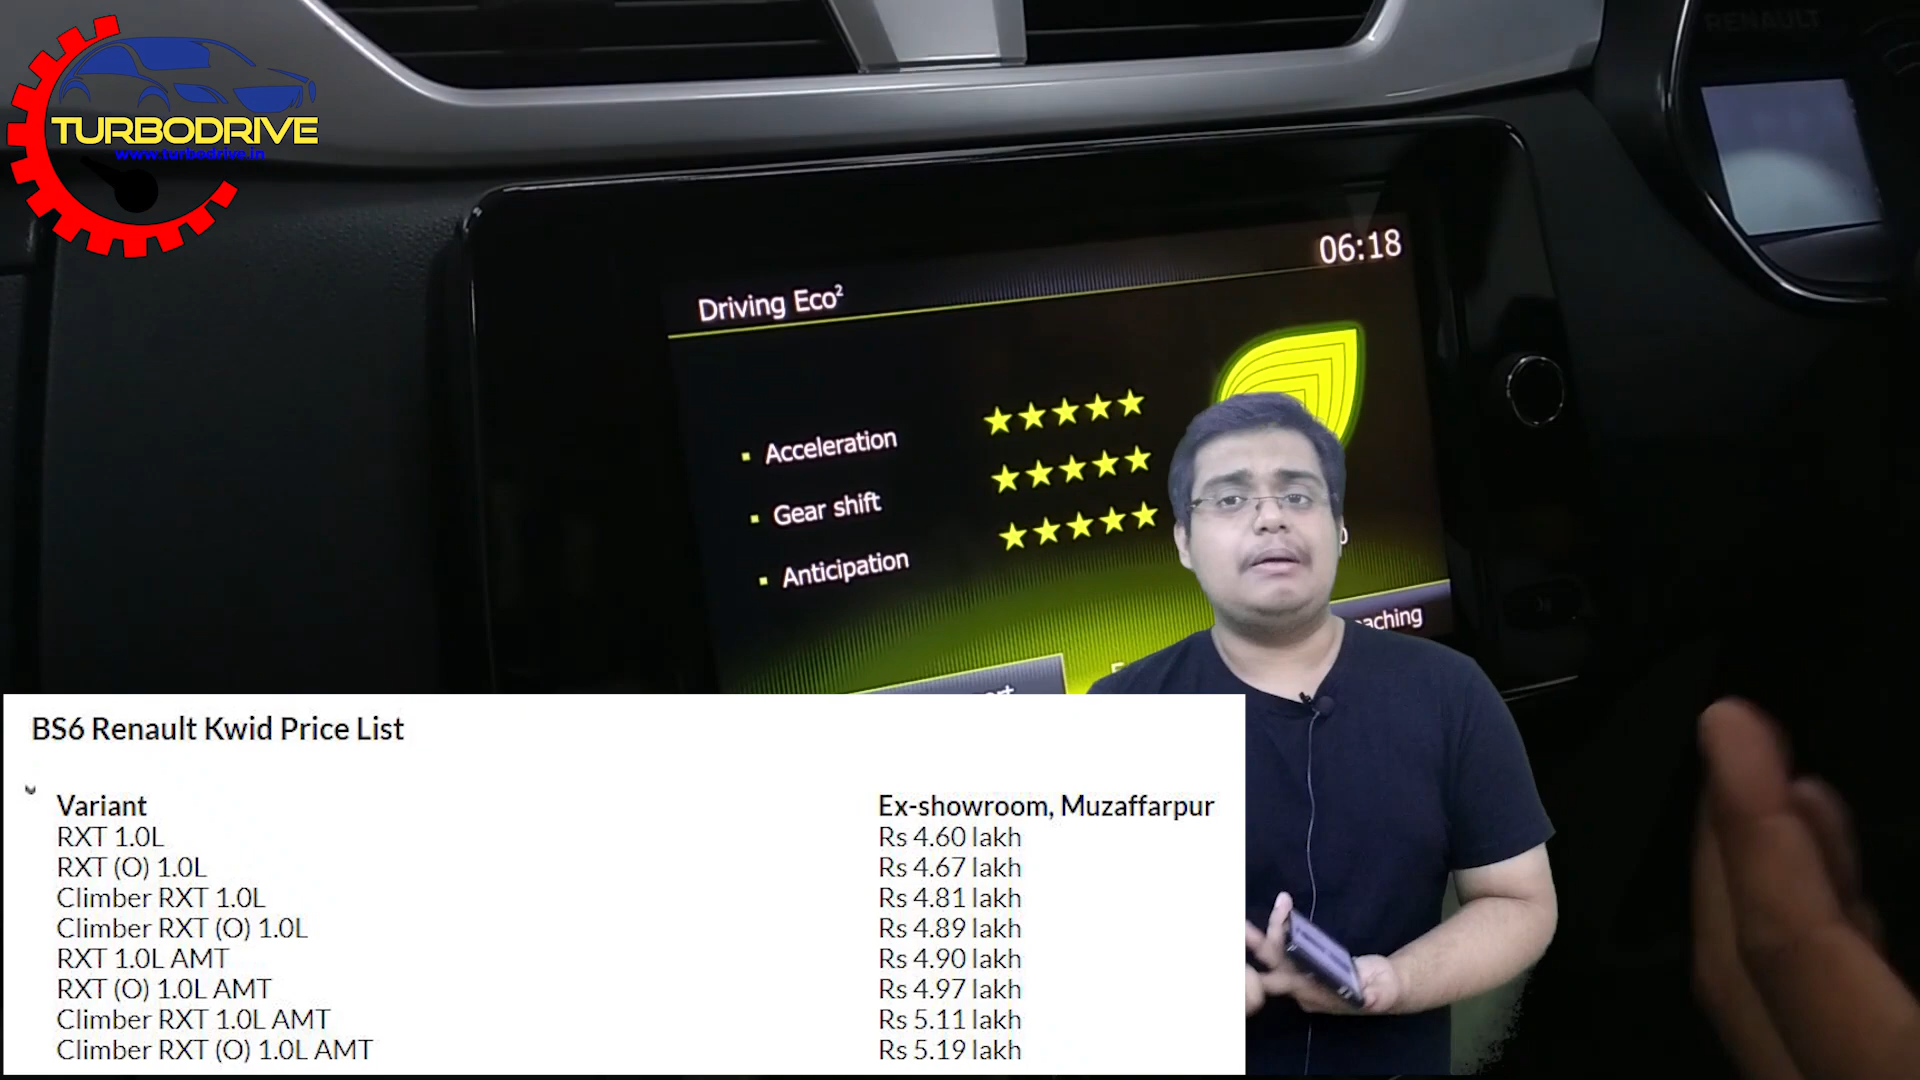 RENAULT
TURBODRIVE
www.turbodrive.in
06:18
Driving Eco²
Acceleration
Gear shift
Anticipation
aching
BS6 Renault Kwid Price List
Variant Ex-showroom, Muzaffarpur
RXT 1.0L Rs 4.60 lakh
RXT (O) 1.0L Rs 4.67 lakh
Climber RXT 1.0L Rs 4.81 lakh
Climber RXT (O) 1.0L Rs 4.89 lakh
RXT 1.0L AMT Rs 4.90 lakh
RXT (O) 1.0L AMT Rs 4.97 lakh
Climber RXT 1.0L AMT Rs 5.11 lakh
Climber RXT (O) 1.0L AMT Rs 5.19 lakh